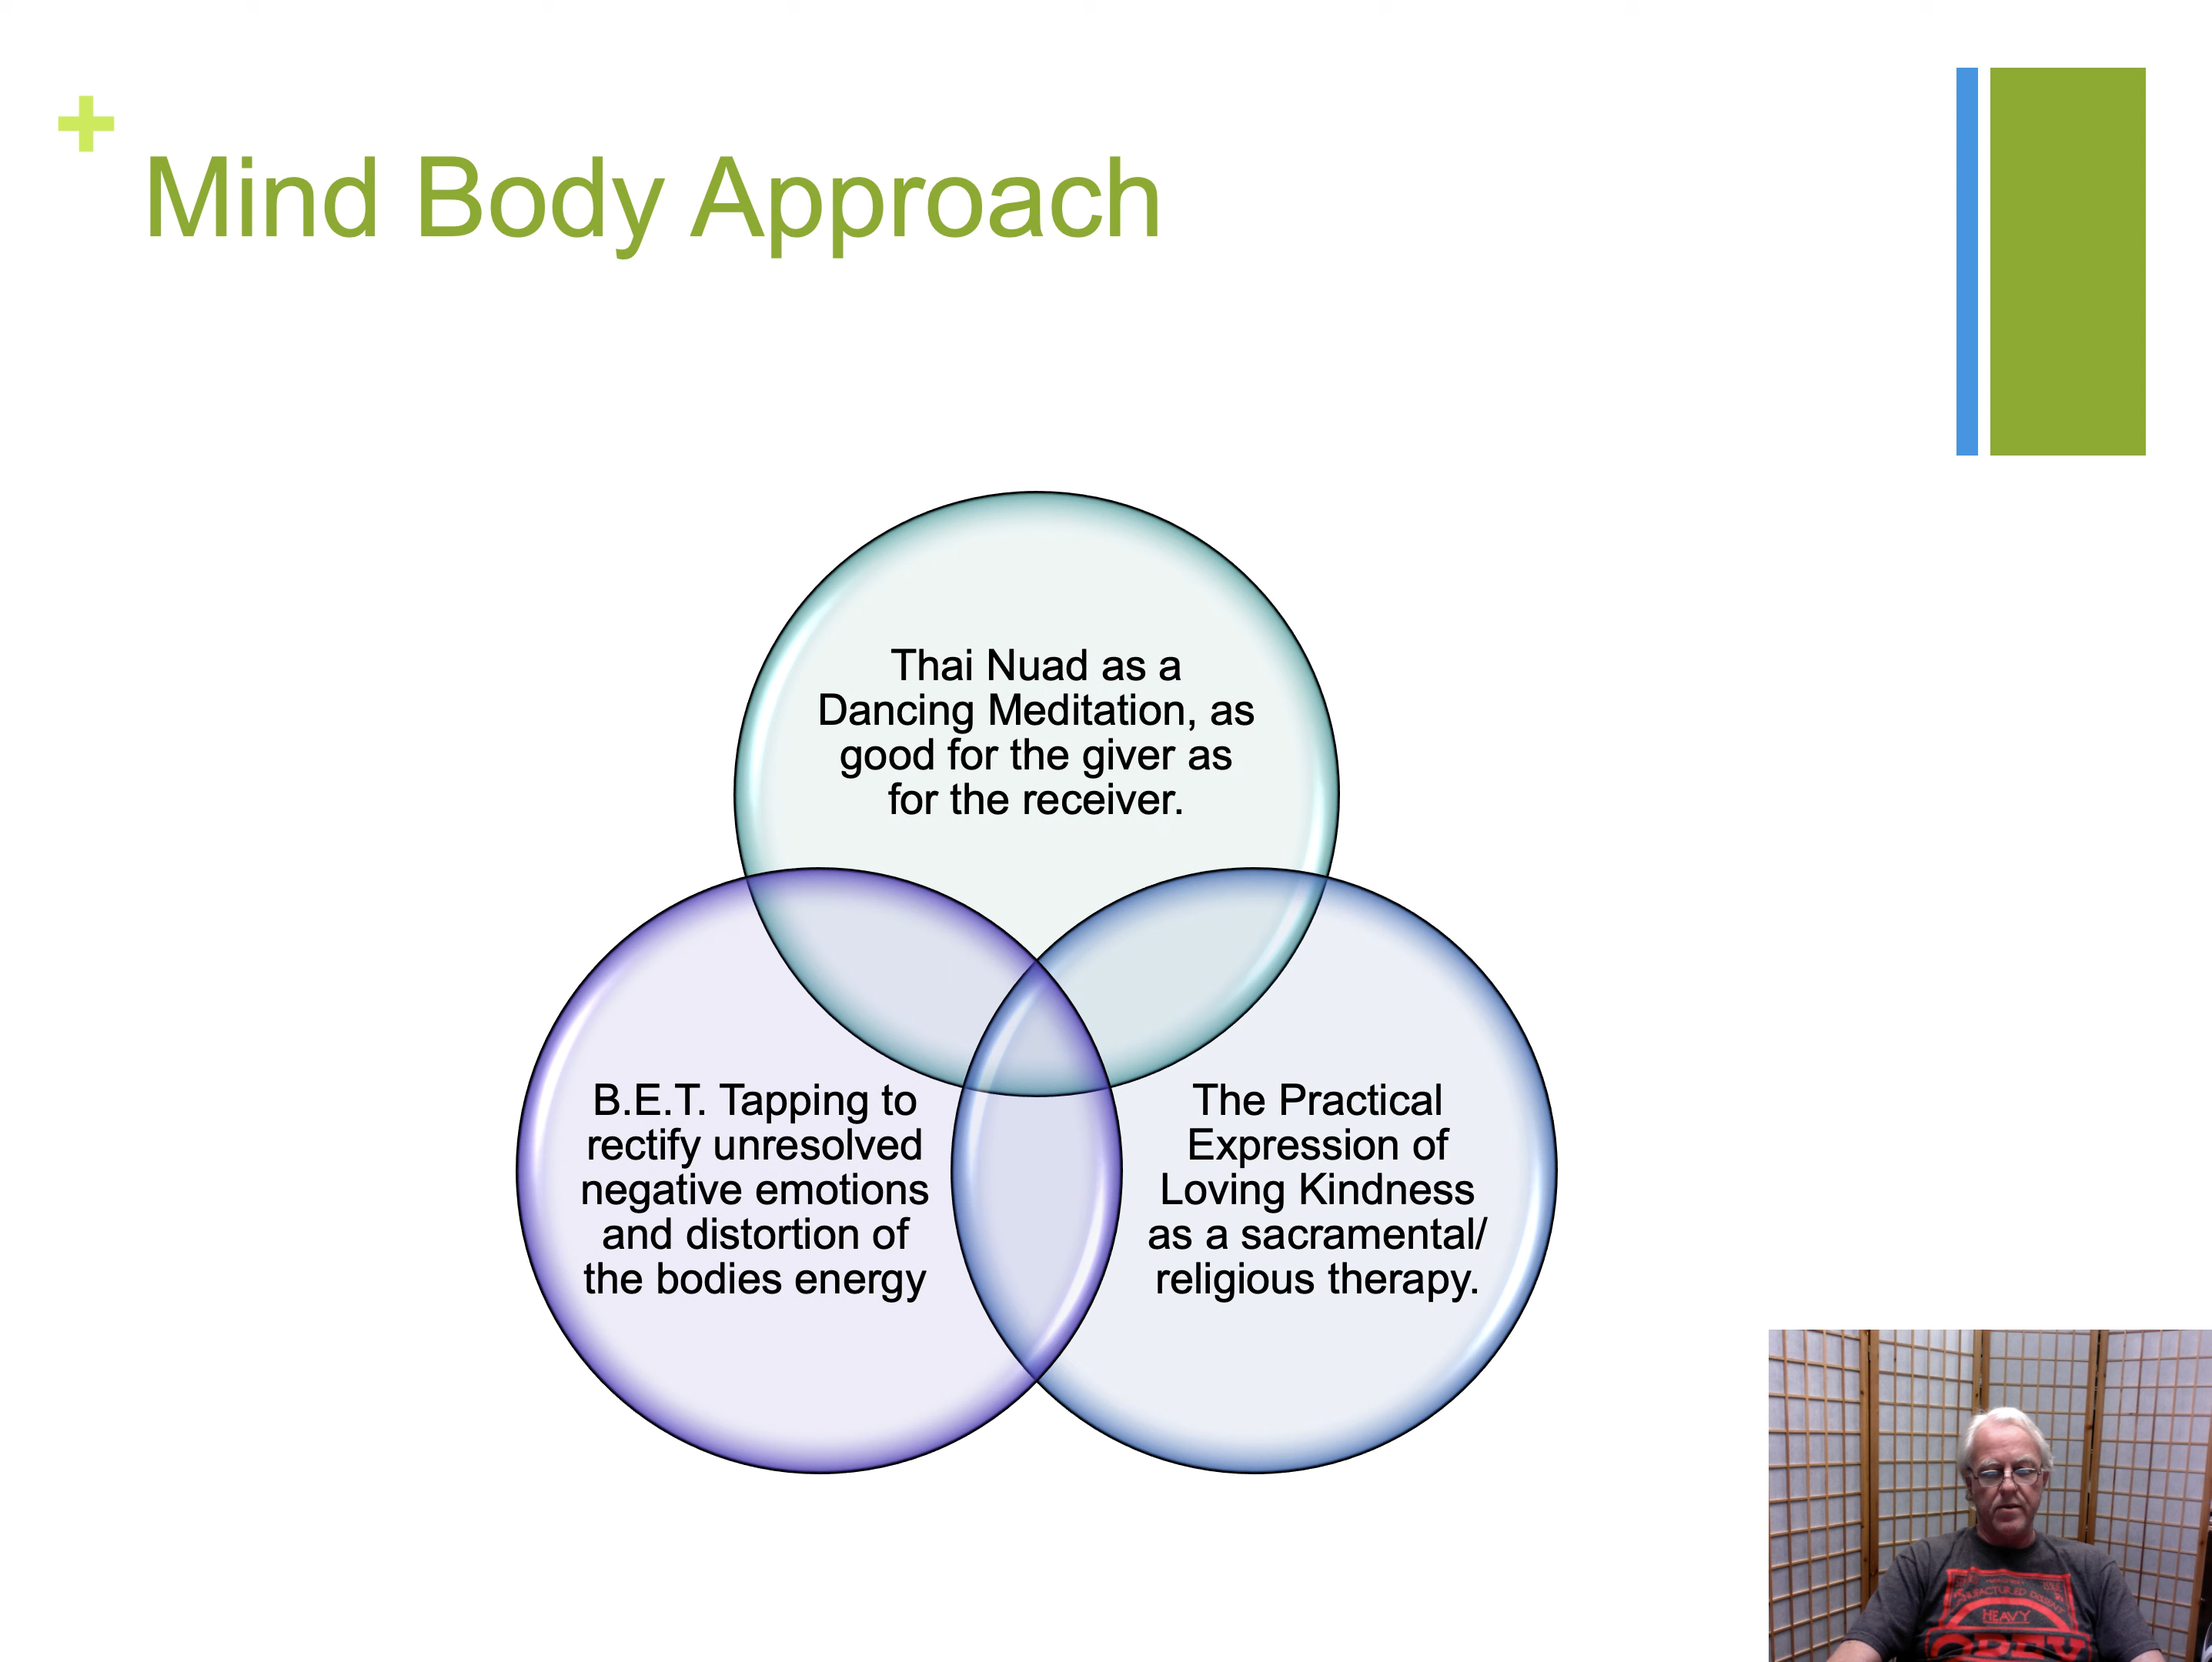 +
Mind Body Approach
Thai Nuad as a
Dancing Meditation, as
good for the giver as
for the receiver.
B.E.T. Tapping to
rectify unresolved
negative emotions
and distortion of
the bodies energy
The Practical
Expression of
Loving Kindness
as a sacramental/
religious therapy.
HEAVY
OBEY